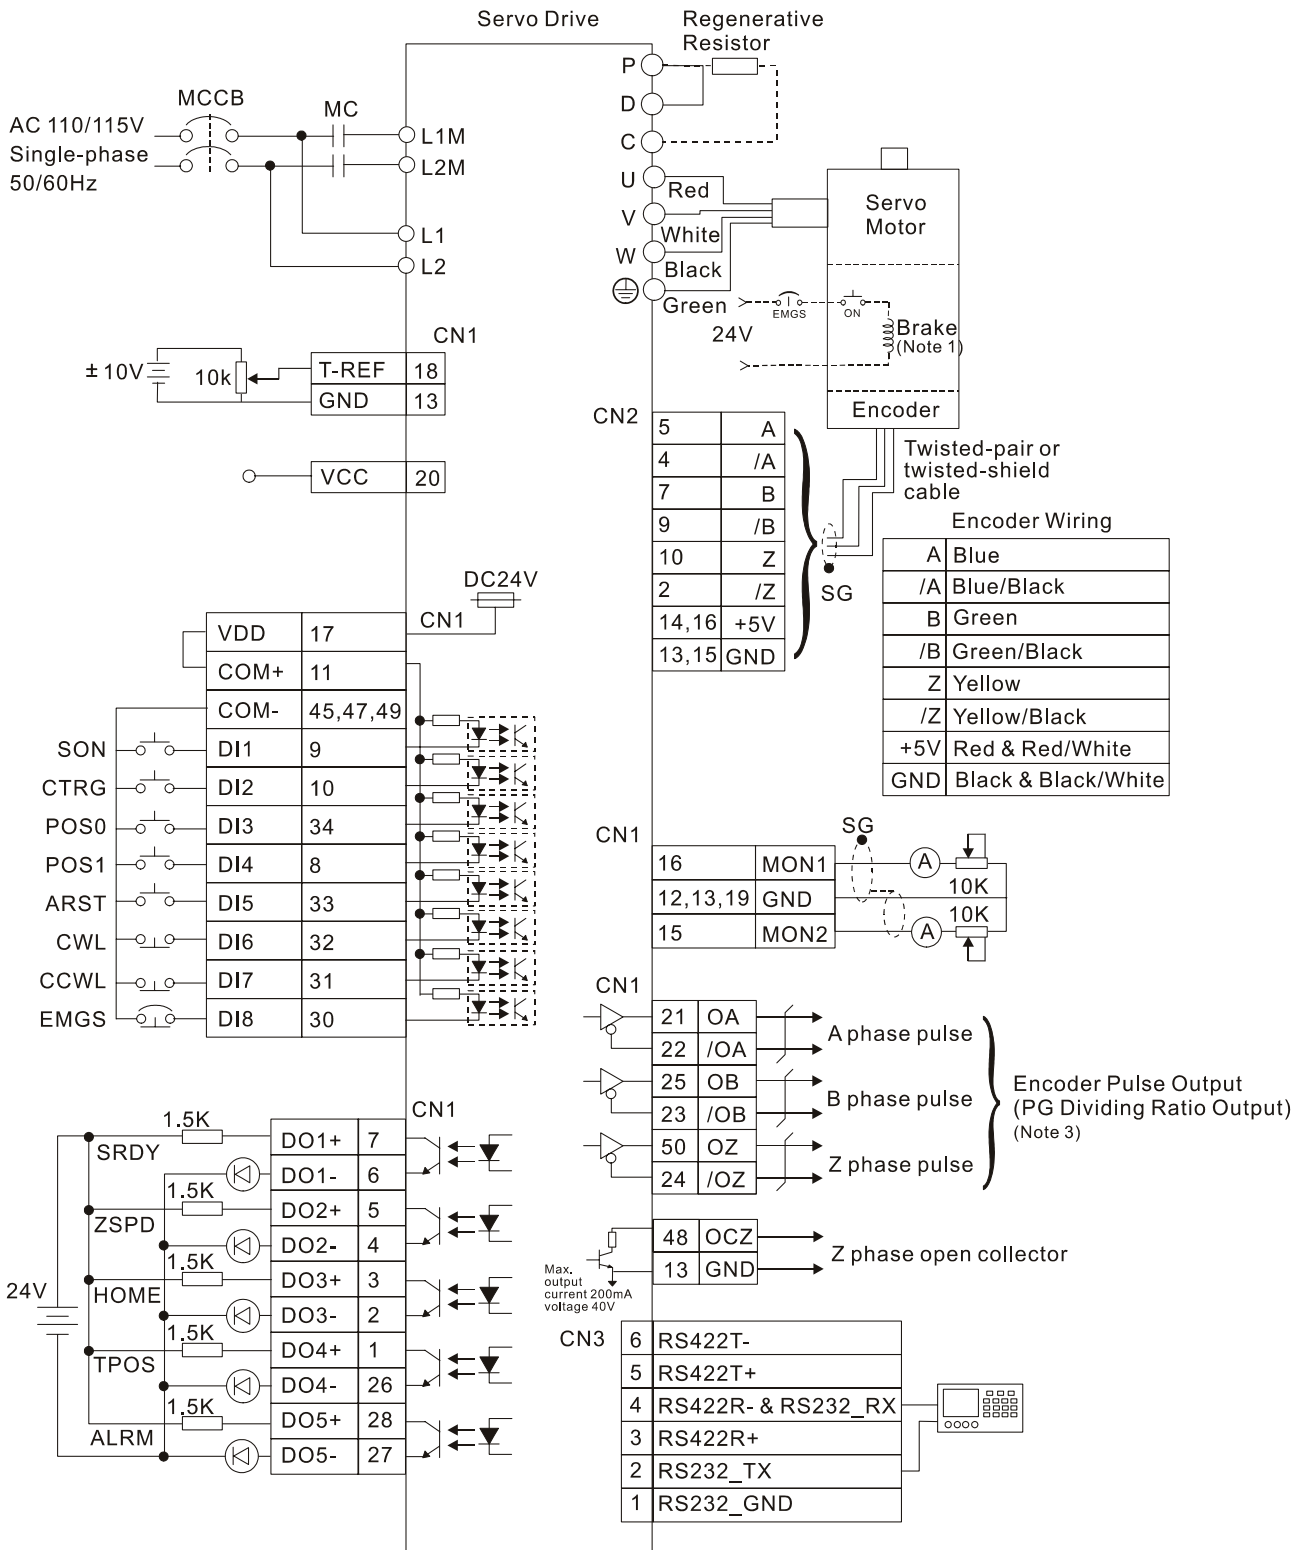 Servo Drive
Regenerative
Resistor
P
D
C
U
V
W
Red
White
Black
Green
MCCB
MC
AC 110/115V
Single-phase
50/60Hz
L1M
L2M
L1
L2
Servo
Motor
24V
EMGS
ON
Brake
(Note 1)
Encoder
CN1
± 10V
10k
T-REF 18
GND 13
VCC 20
CN2
5 A
4 /A
7 B
9 /B
10 Z
2 /Z
14,16 +5V
13,15 GND
SG
Twisted-pair or
twisted-shield
cable
Encoder Wiring
A Blue
/A Blue/Black
B Green
/B Green/Black
Z Yellow
/Z Yellow/Black
+5V Red & Red/White
GND Black & Black/White
DC24V
CN1
VDD 17
COM+ 11
COM- 45,47,49
SON DI1 9
CTRG DI2 10
POS0 DI3 34
POS1 DI4 8
ARST DI5 33
CWL DI6 32
CCWL DI7 31
EMGS DI8 30
CN1
SG
16 MON1
12,13,19 GND
15 MON2
A
10K
10K
A
CN1
21 OA
22 /OA
A phase pulse
25 OB
23 /OB
B phase pulse
50 OZ
24 /OZ
Z phase pulse
Encoder Pulse Output
(PG Dividing Ratio Output)
(Note 3)
48 OCZ
13 GND
Z phase open collector
Max.
output
current 200mA
voltage 40V
CN1
24V
1.5K
SRDY
DO1+ 7
DO1- 6
1.5K
ZSPD
DO2+ 5
DO2- 4
1.5K
HOME
DO3+ 3
DO3- 2
1.5K
TPOS
DO4+ 1
DO4- 26
1.5K
ALRM
DO5+ 28
DO5- 27
CN3
6 RS422T-
5 RS422T+
4 RS422R- & RS232_RX
3 RS422R+
2 RS232_TX
1 RS232_GND